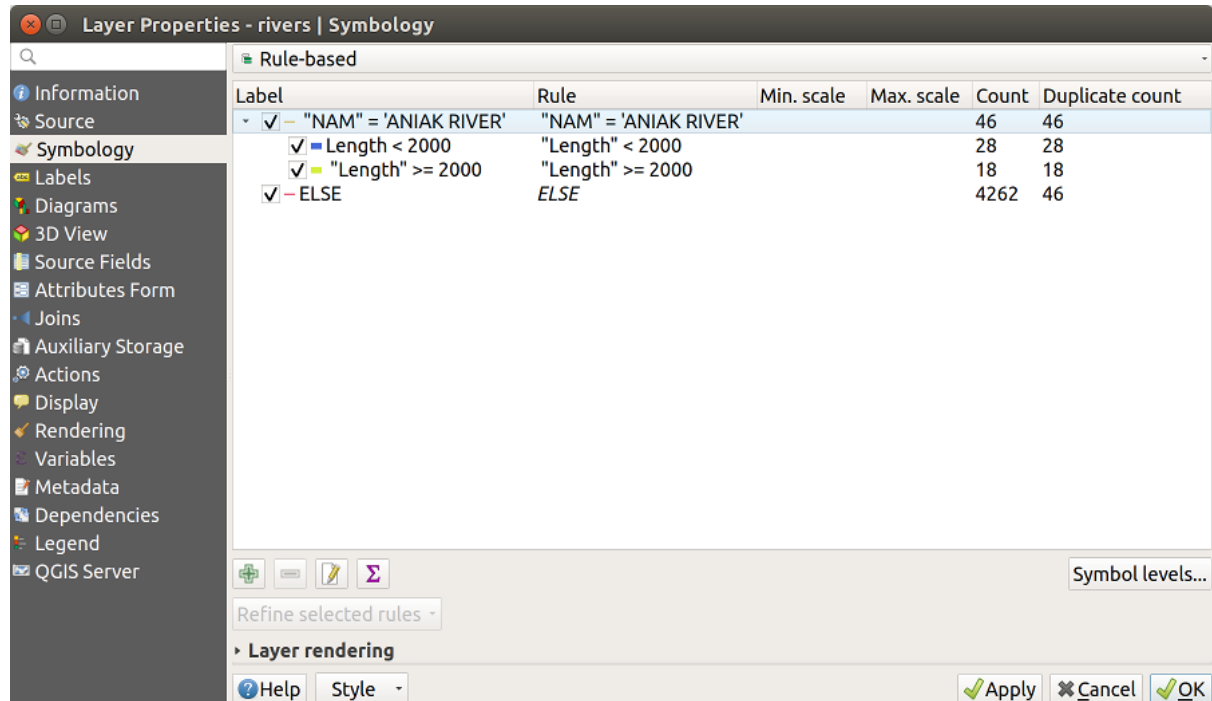 Layer Properties - rivers | Symbology
Rule-based
Information
Source
Symbology
Labels
Diagrams
3D View
Source Fields
Attributes Form
Joins
Auxiliary Storage
Actions
Display
Rendering
Variables
Metadata
Dependencies
Legend
QGIS Server
Label Rule Min. scale Max. scale Count Duplicate count
"NAM" = 'ANIAK RIVER' "NAM" = 'ANIAK RIVER' 46 46
Length < 2000 "Length" < 2000 28 28
"Length" >= 2000 "Length" >= 2000 18 18
ELSE ELSE 4262 46
Σ
Symbol levels...
Refine selected rules
Layer rendering
Help Style Apply Cancel OK